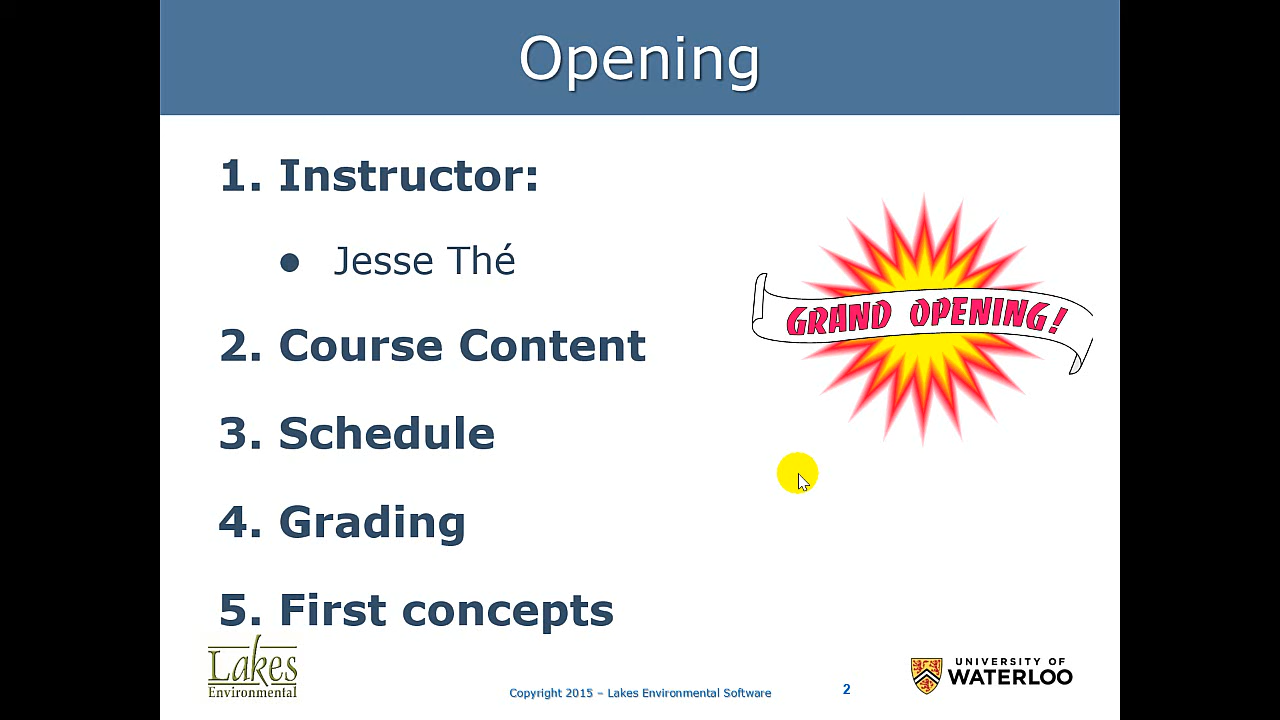 Opening
1. Instructor:
● Jesse Thé
2. Course Content
3. Schedule
4. Grading
5. First concepts
GRAND OPENING!
Lakes
Environmental
Copyright 2015 – Lakes Environmental Software
2
UNIVERSITY OF
WATERLOO